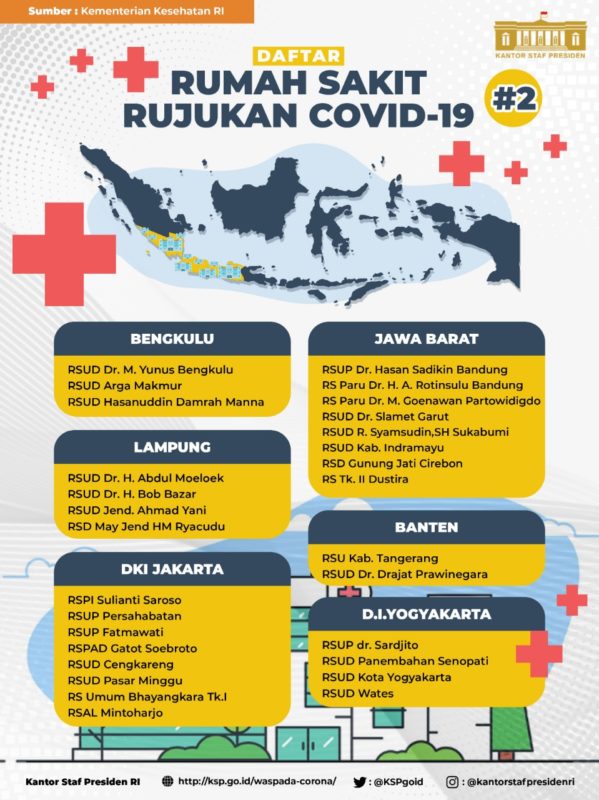 Sumber : Kementerian Kesehatan RI
KANTOR STAF PRESIDEN
DAFTAR
RUMAH SAKIT
RUJUKAN COVID-19
#2
BENGKULU
RSUD Dr. M. Yunus Bengkulu
RSUD Arga Makmur
RSUD Hasanuddin Damrah Manna
LAMPUNG
RSUD Dr. H. Abdul Moeloek
RSUD Dr. H. Bob Bazar
RSUD Jend. Ahmad Yani
RSD May Jend HM Ryacudu
DKI JAKARTA
RSPI Sulianti Saroso
RSUP Persahabatan
RSUP Fatmawati
RSPAD Gatot Soebroto
RSUD Cengkareng
RSUD Pasar Minggu
RS Umum Bhayangkara Tk.I
RSAL Mintoharjo
JAWA BARAT
RSUP Dr. Hasan Sadikin Bandung
RS Paru Dr. H. A. Rotinsulu Bandung
RS Paru Dr. M. Goenawan Partowidigdo
RSUD Dr. Slamet Garut
RSUD R. Syamsudin,SH Sukabumi
RSUD Kab. Indramayu
RSD Gunung Jati Cirebon
RS Tk. II Dustira
BANTEN
RSU Kab. Tangerang
RSUD Dr. Drajat Prawinegara
D.I.YOGYAKARTA
RSUP dr. Sardjito
RSUD Panembahan Senopati
RSUD Kota Yogyakarta
RSUD Wates
Kantor Staf Presiden RI
http://ksp.go.id/waspada-corona/
: @KSPgoid
: @kantorstafpresidenri